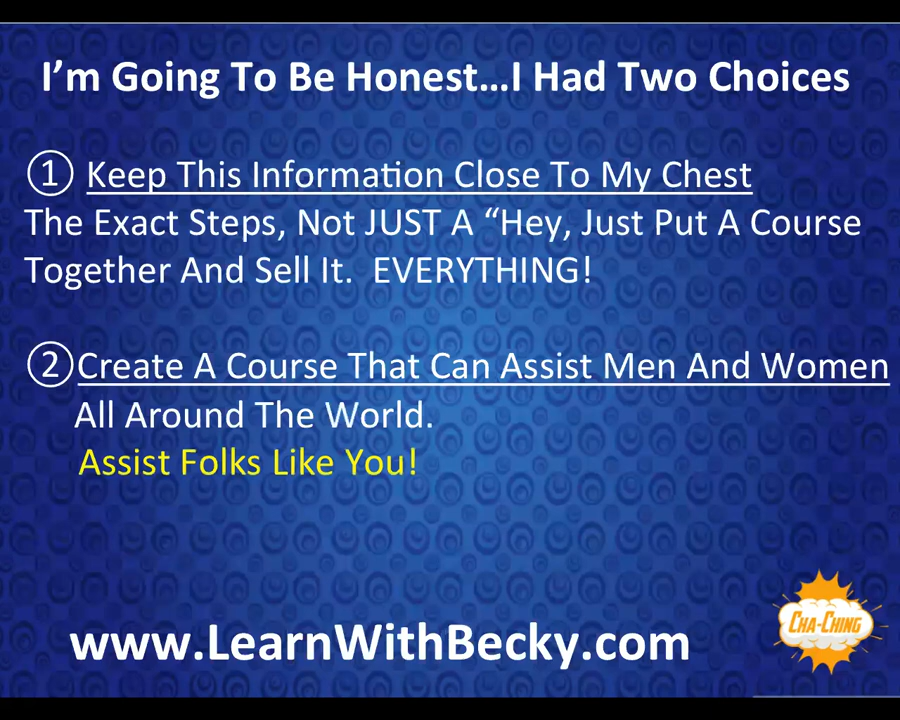 I'm Going To Be Honest...I Had Two Choices
① Keep This Information Close To My Chest
The Exact Steps, Not JUST A “Hey, Just Put A Course
Together And Sell It.  EVERYTHING!
② Create A Course That Can Assist Men And Women
All Around The World.
Assist Folks Like You!
www.LearnWithBecky.com
CHA-CHING